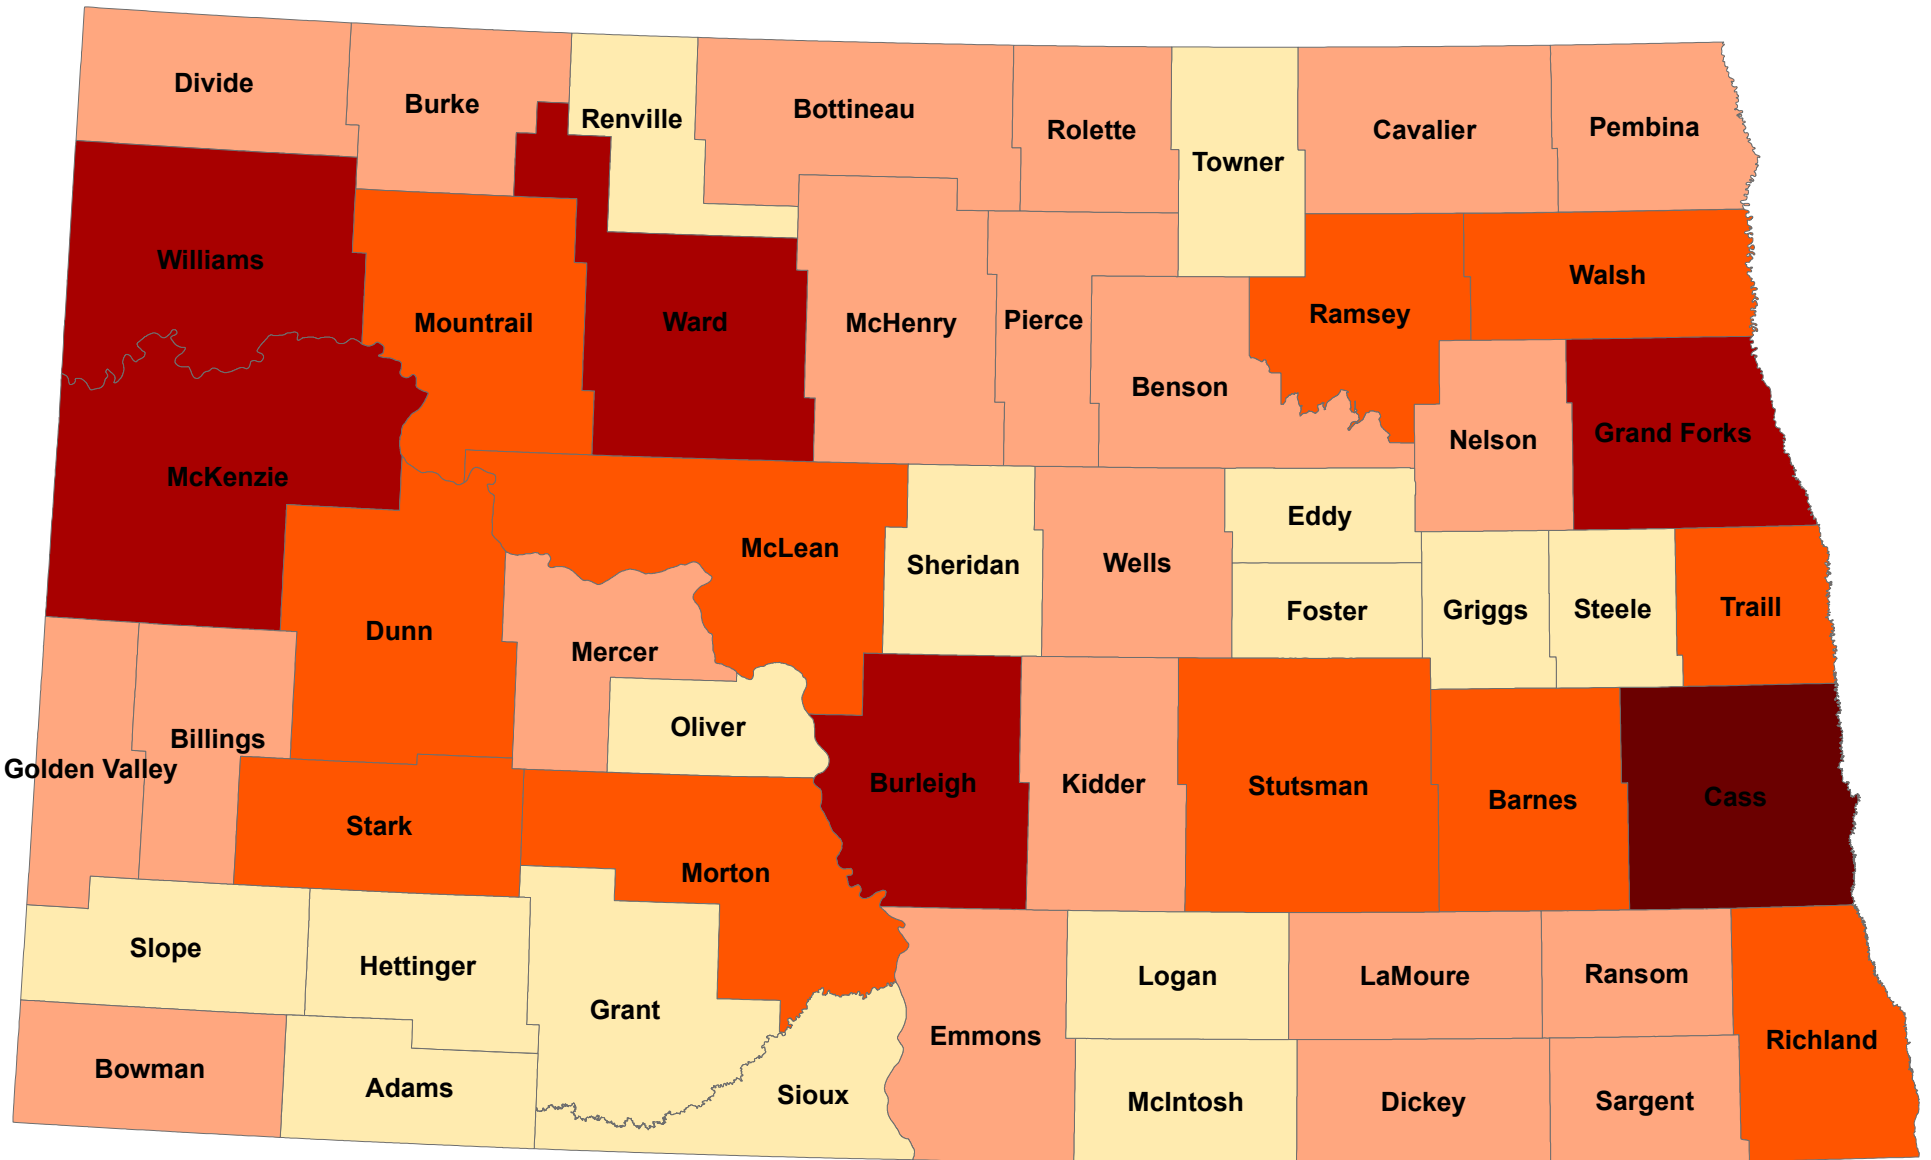 Divide
Burke
Renville
Bottineau
Rolette
Towner
Cavalier
Pembina
Williams
Mountrail
Ward
McHenry
Pierce
Benson
Ramsey
Walsh
Nelson
Grand Forks
McKenzie
McLean
Sheridan
Wells
Eddy
Foster
Griggs
Steele
Traill
Dunn
Mercer
Oliver
Billings
Golden Valley
Stark
Morton
Burleigh
Kidder
Stutsman
Barnes
Cass
Slope
Hettinger
Grant
Emmons
Logan
LaMoure
Ransom
Richland
Bowman
Adams
Sioux
McIntosh
Dickey
Sargent